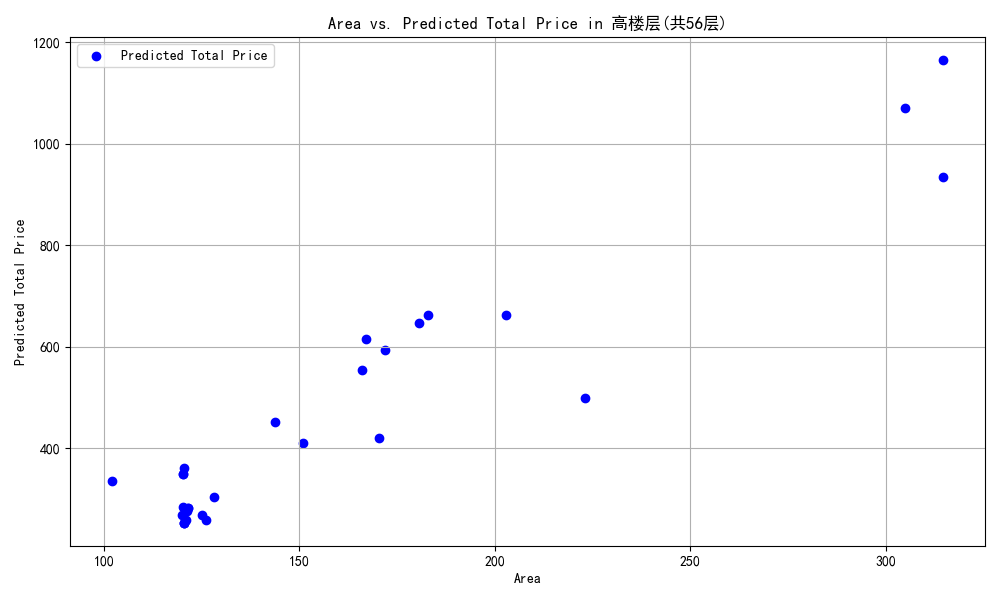 Area vs. Predicted Total Price in 高楼层(共56层)
Predicted Total Price
1200
1000
800
600
400
Predicted Total Price
100
150
200
250
300
Area